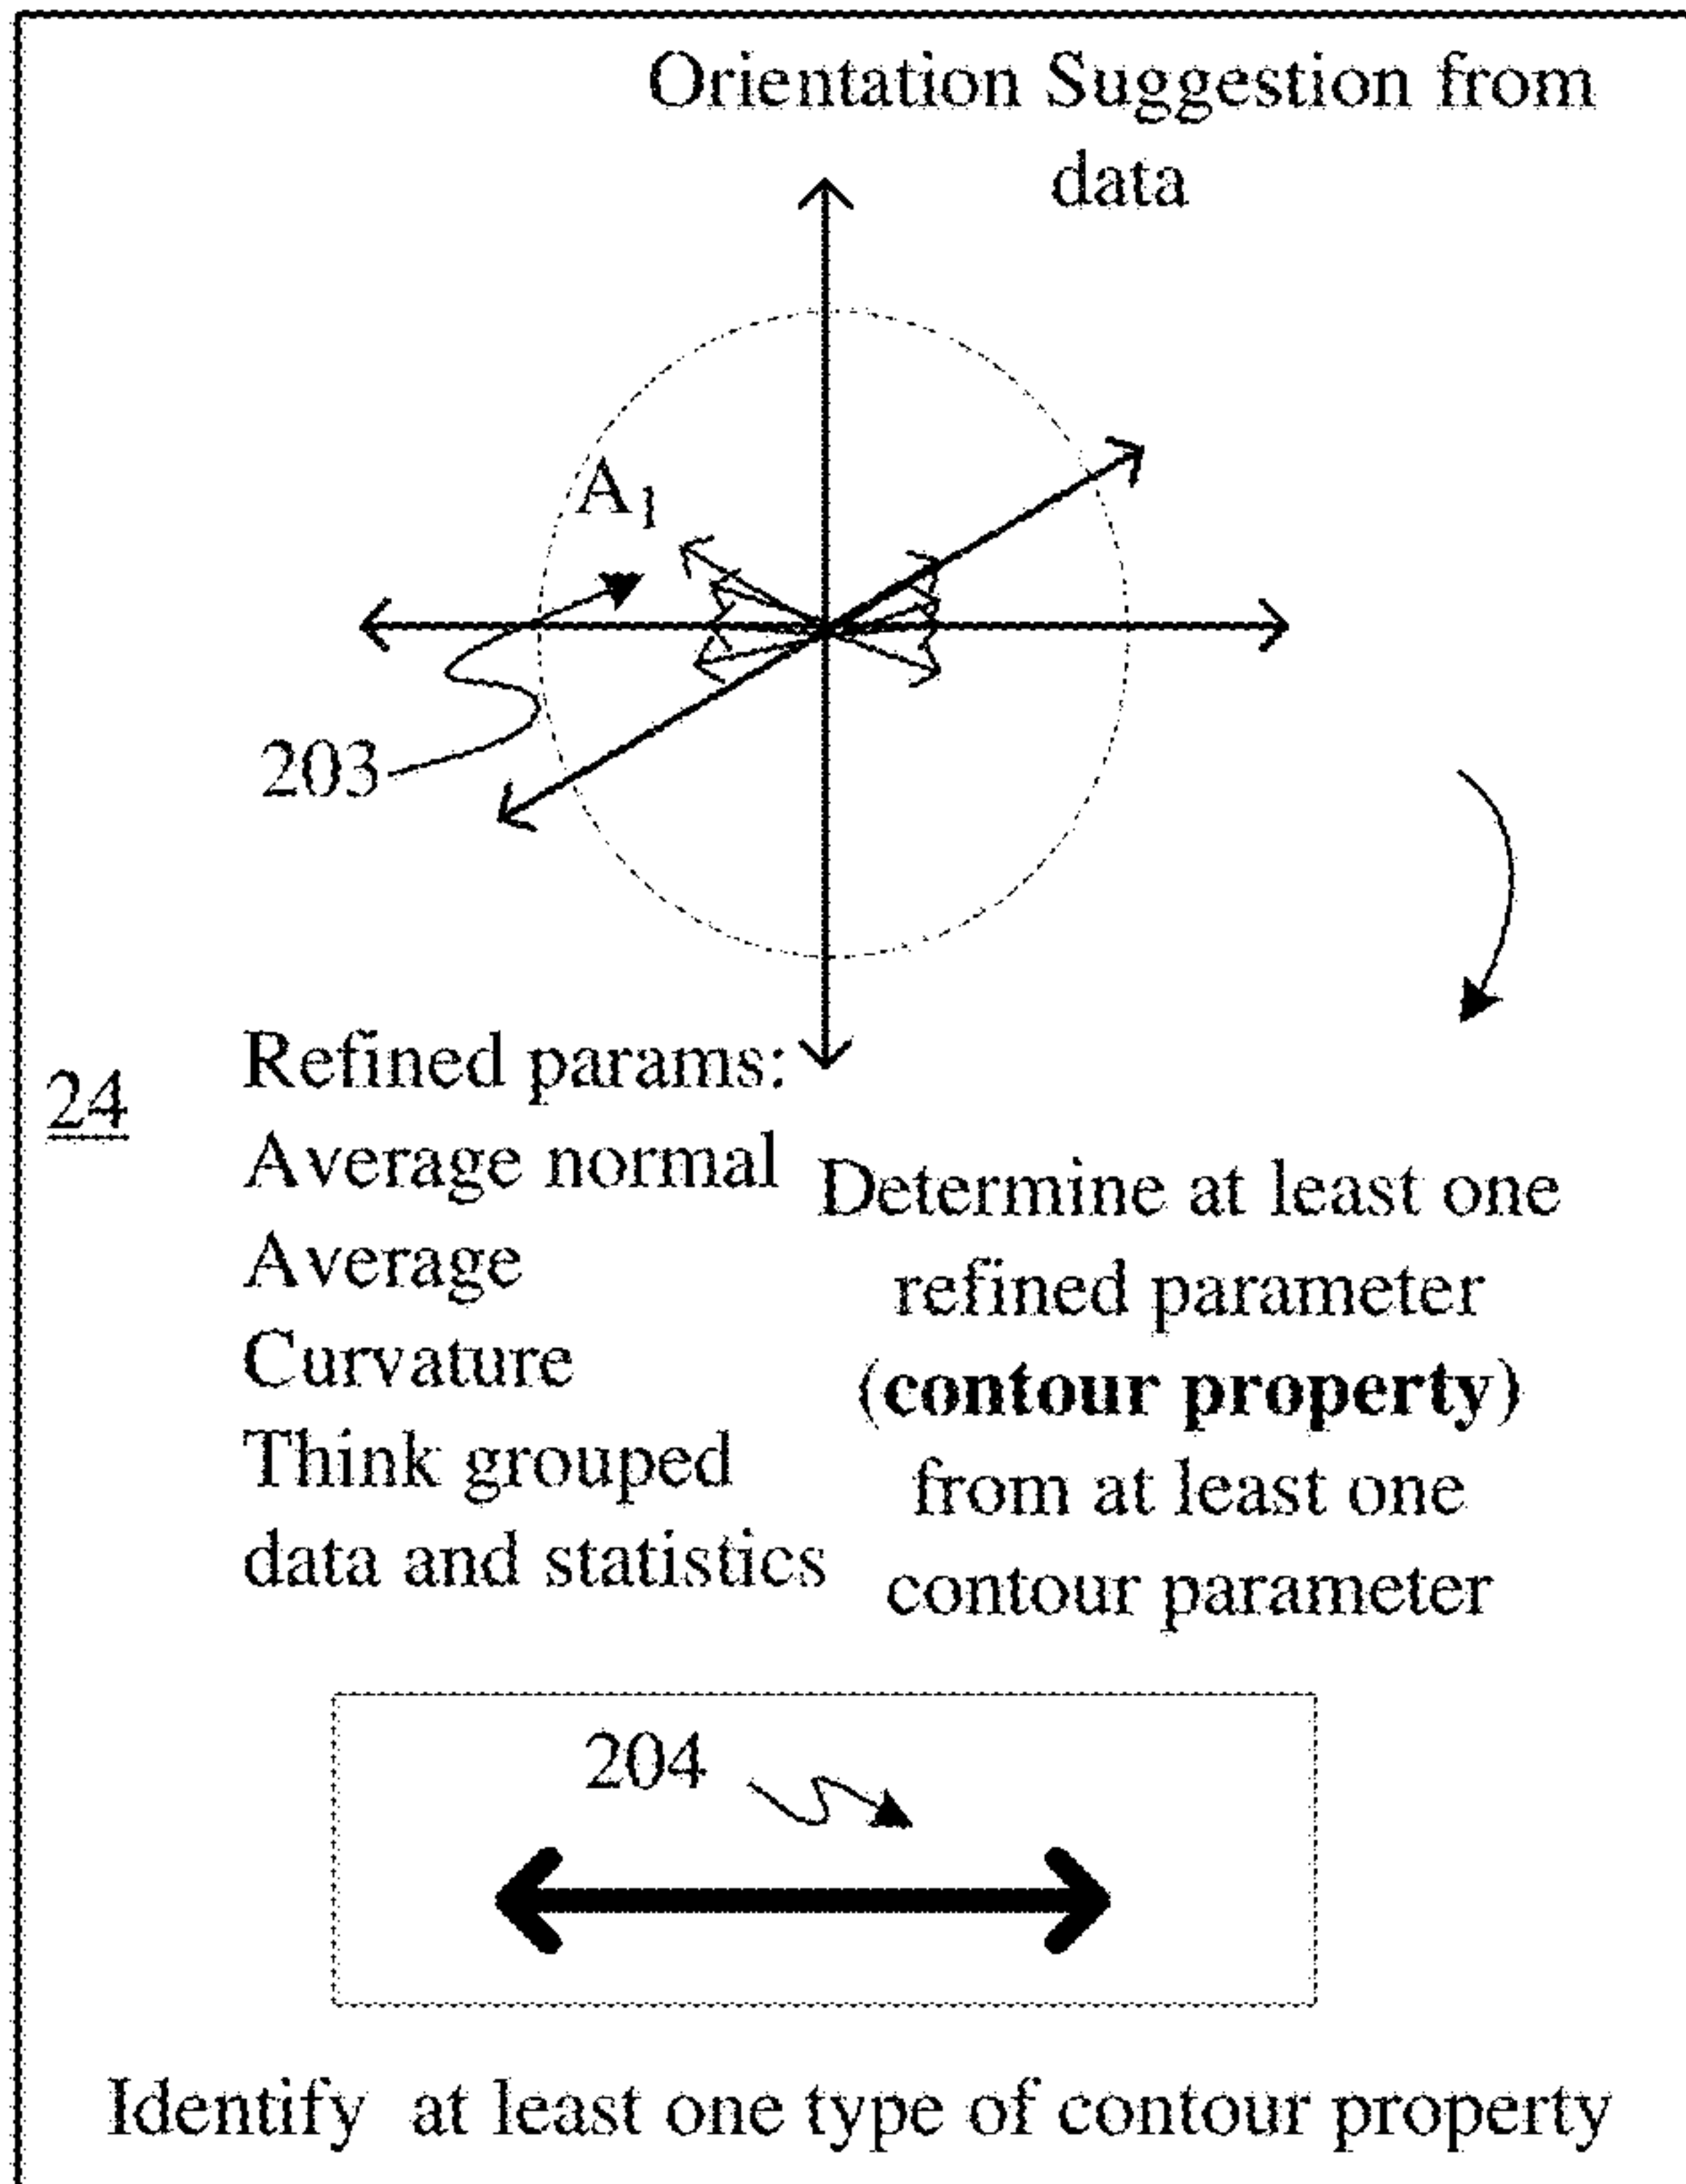 Orientation Suggestion from
data
A1
203
24
Refined params:
Average normal
Average
Curvature
Think grouped
data and statistics
Determine at least one
refined parameter
(contour property)
from at least one
contour parameter
204
Identify at least one type of contour property